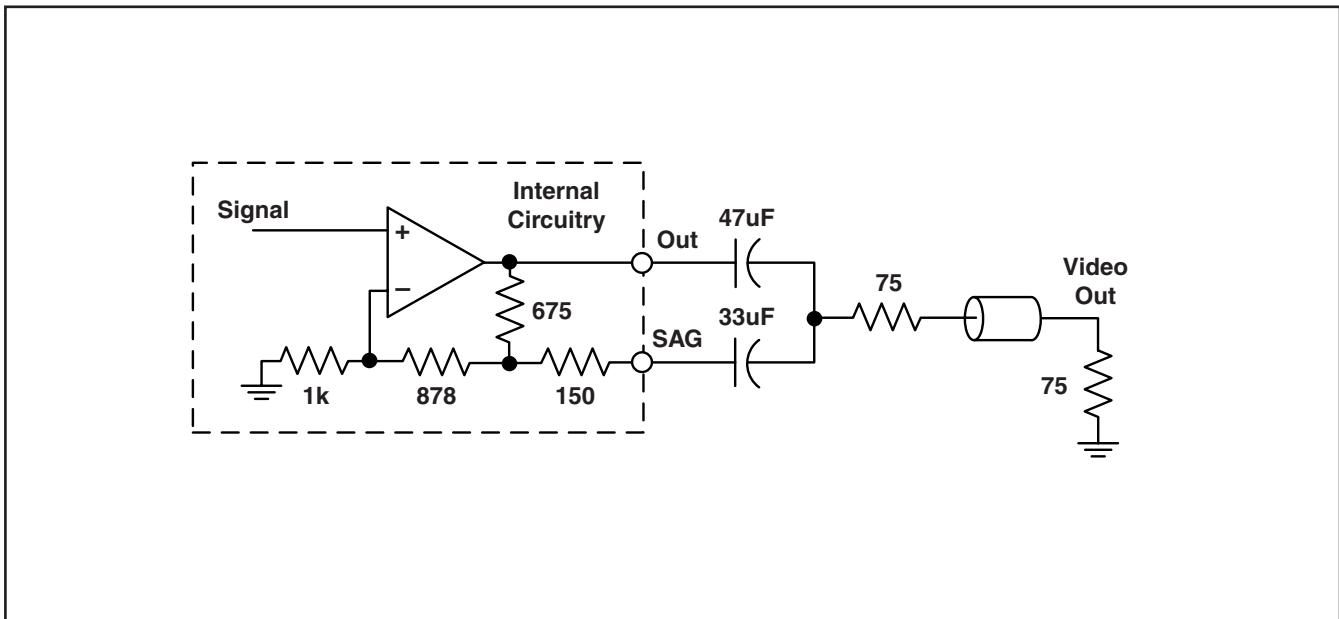 Signal
Internal
Circuitry
+
−
Out
47uF
675
SAG
33uF
75
Video
Out
1k
878
150
75